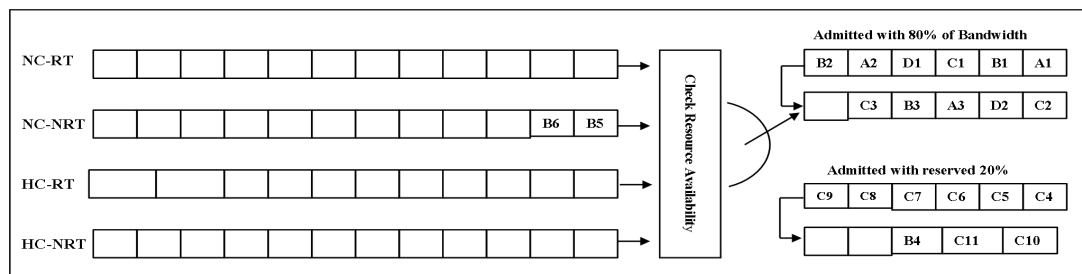 Admitted with 80% of Bandwidth
NC-RT
B2 A2 D1 C1 B1 A1
C3 B3 A3 D2 C2
NC-NRT
B6 B5
Check Resource Availability
Admitted with reserved 20%
HC-RT
C9 C8 C7 C6 C5 C4
HC-NRT
B4 C11 C10